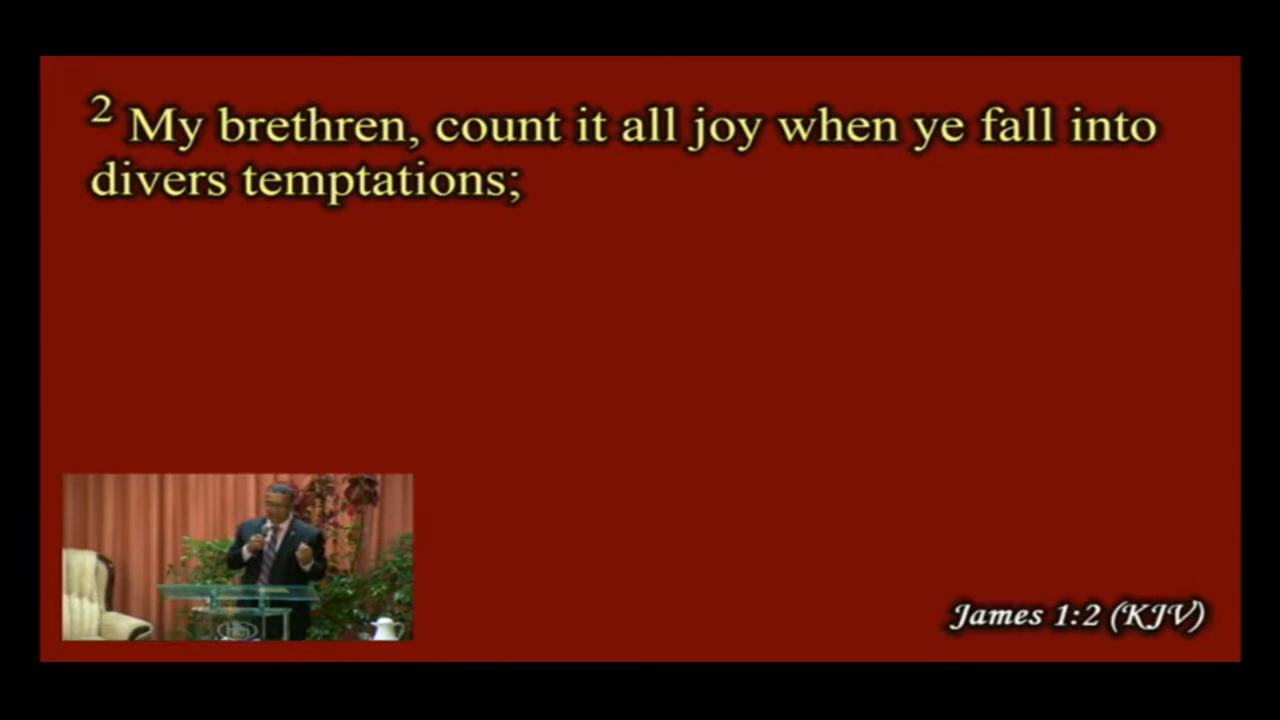 2 My brethren, count it all joy when ye fall into
divers temptations;
James 1:2 (KJV)